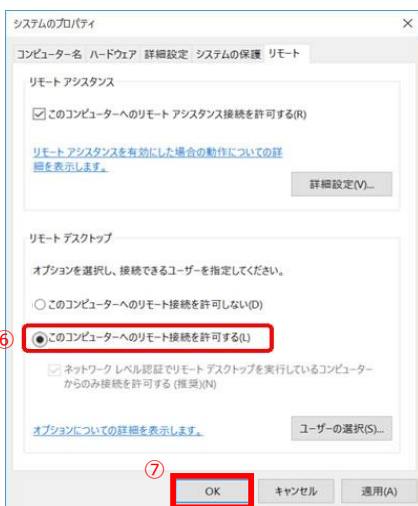 システムのプロパティ
コンピューター名 ハードウェア 詳細設定 システムの保護 リモート
リモート アシスタンス
このコンピューターへのリモート アシスタンス接続を許可する(R)
リモート アシスタンスを有効にした場合の動作についての詳
細を表示します。
詳細設定(V)...
リモート デスクトップ
オプションを選択し、接続できるユーザーを指定してください。
このコンピューターへのリモート接続を許可しない(D)
⑥
このコンピューターへのリモート接続を許可する(L)
ネットワーク レベル認証でリモート デスクトップを実行しているコンピューター
からのみ接続を許可する (推奨)(N)
オプションについての詳細を表示します。
ユーザーの選択(S)...
⑦
OK キャンセル 適用(A)